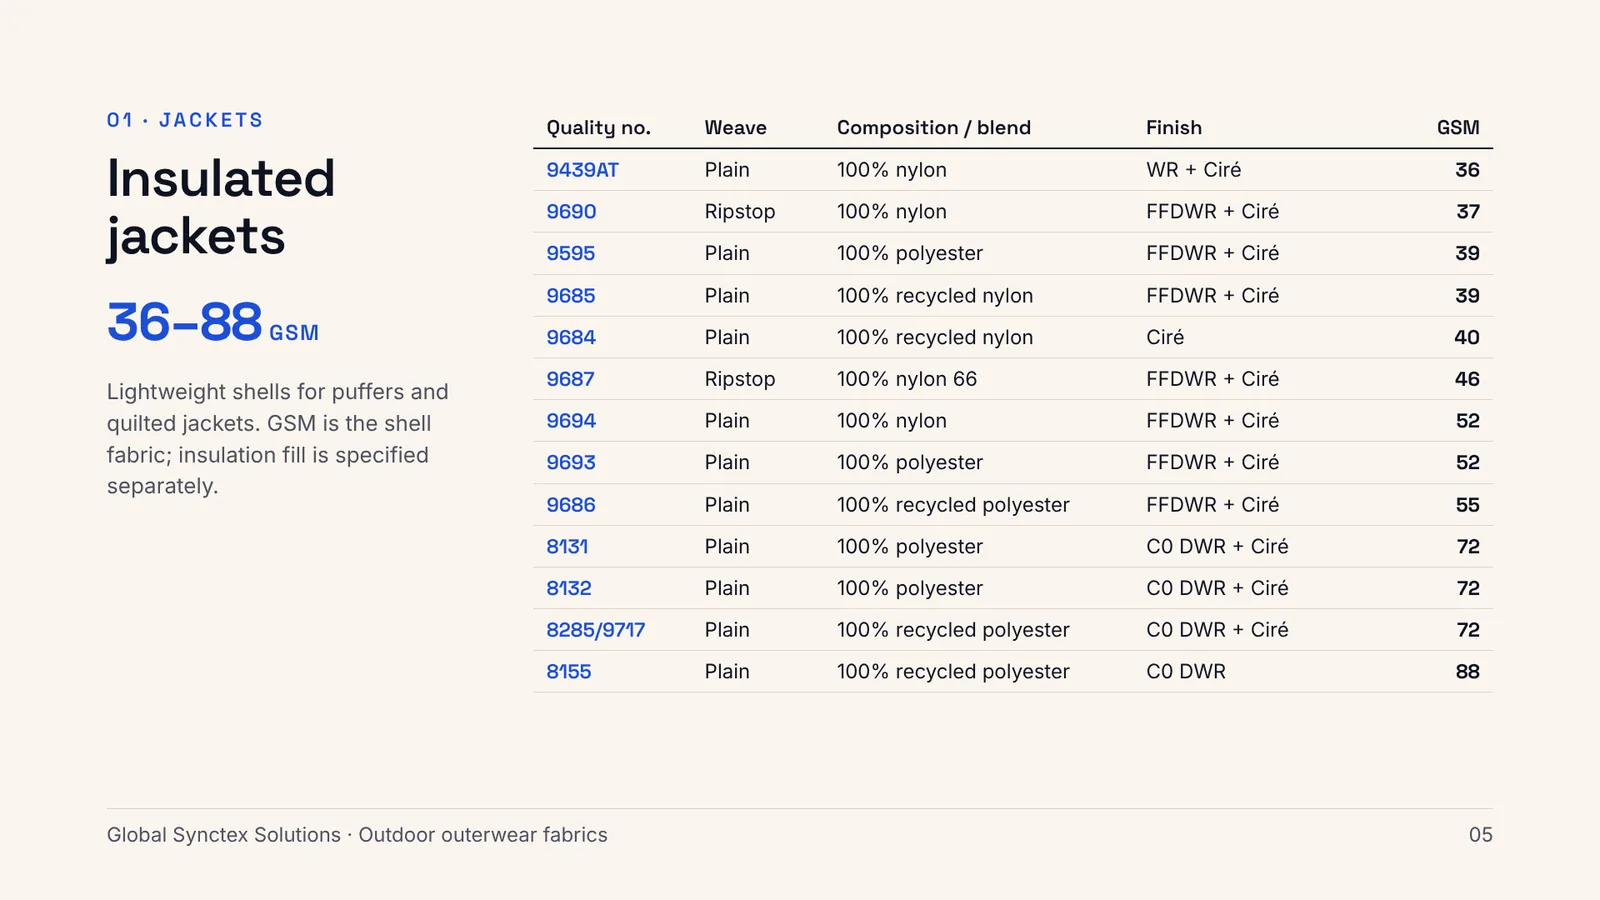 01 · JACKETS
Insulated
jackets
36–88 GSM
Lightweight shells for puffers and
quilted jackets. GSM is the shell
fabric; insulation fill is specified
separately.
Quality no. Weave Composition / blend Finish GSM
9439AT Plain 100% nylon WR + Ciré 36
9690 Ripstop 100% nylon FFDWR + Ciré 37
9595 Plain 100% polyester FFDWR + Ciré 39
9685 Plain 100% recycled nylon FFDWR + Ciré 39
9684 Plain 100% recycled nylon Ciré 40
9687 Ripstop 100% nylon 66 FFDWR + Ciré 46
9694 Plain 100% nylon FFDWR + Ciré 52
9693 Plain 100% polyester FFDWR + Ciré 52
9686 Plain 100% recycled polyester FFDWR + Ciré 55
8131 Plain 100% polyester C0 DWR + Ciré 72
8132 Plain 100% polyester C0 DWR + Ciré 72
8285/9717 Plain 100% recycled polyester C0 DWR + Ciré 72
8155 Plain 100% recycled polyester C0 DWR 88
Global Synctex Solutions · Outdoor outerwear fabrics 05